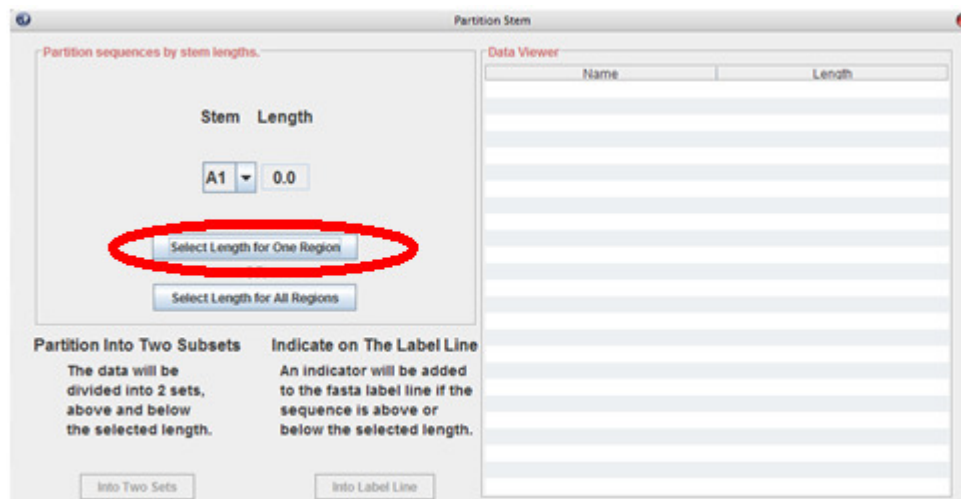 Partition Stem
Partition sequences by stem lengths.
Stem Length
A1 0.0
Select Length for One Region
Select Length for All Regions
Partition Into Two Subsets
The data will be
divided into 2 sets,
above and below
the selected length.
Into Two Sets
Indicate on The Label Line
An indicator will be added
to the fasta label line if the
sequence is above or
below the selected length.
Into Label Line
Data Viewer
Name Length